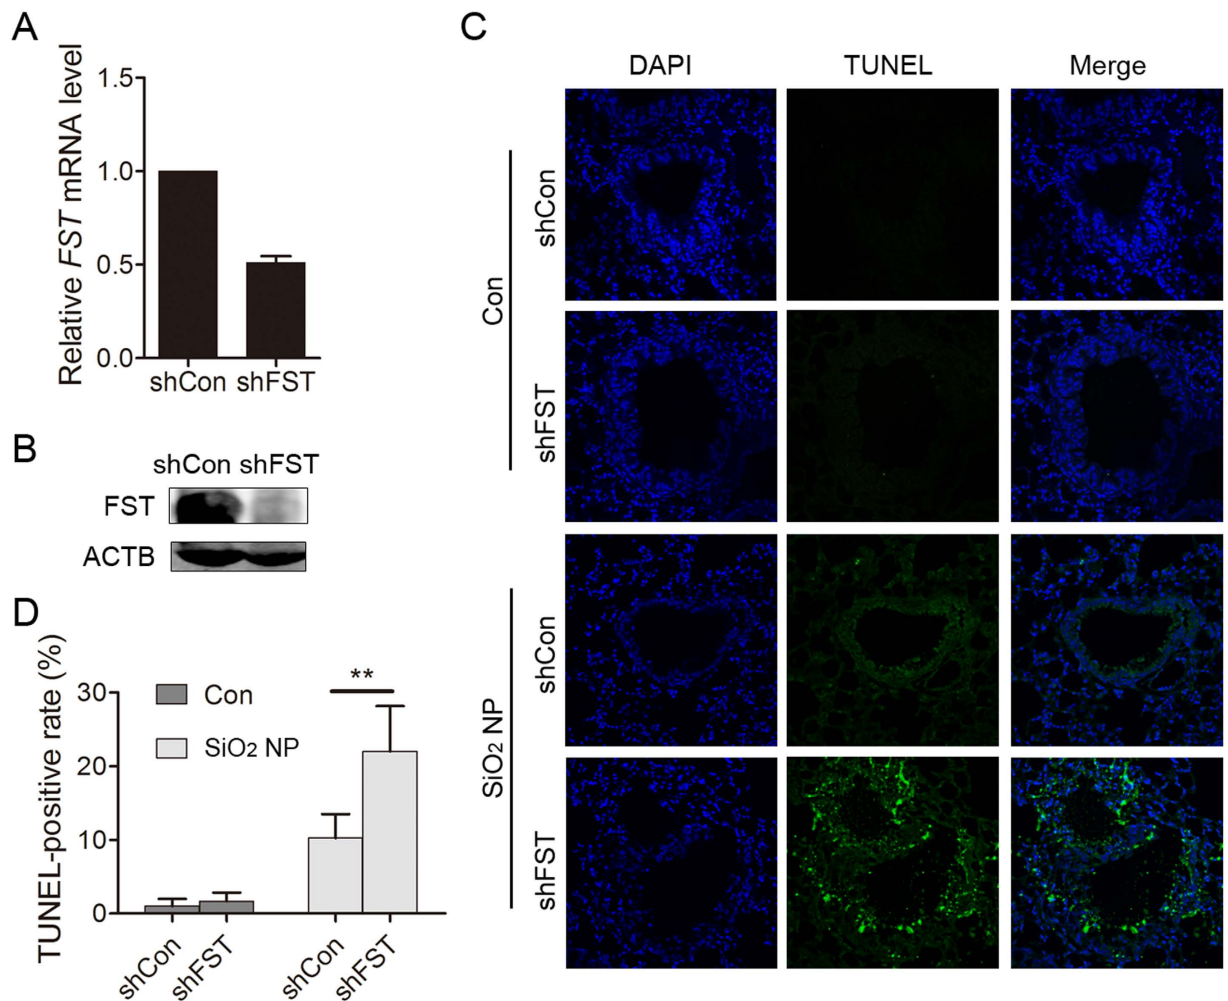 A
Relative FST mRNA level
1.5
1.0
0.5
0.0
shCon shFST
B
shCon shFST
FST
ACTB
C
DAPI TUNEL Merge
Con
shCon
shFST
SiO2 NP
shCon
shFST
D
TUNEL-positive rate (%)
30
20
10
0
Con
SiO2 NP
**
shCon
shFST
shCon
shFST